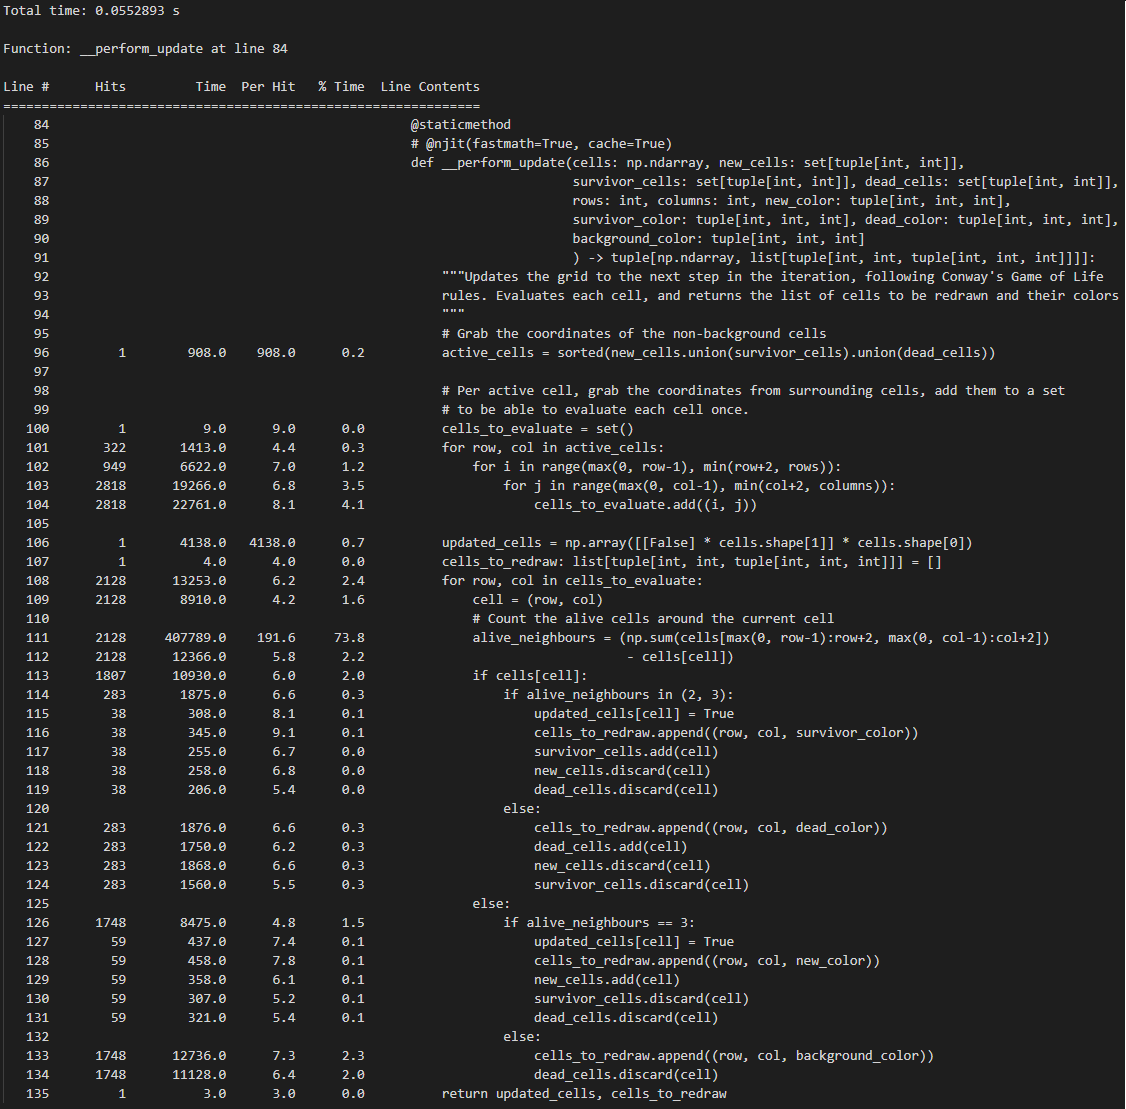 Total time: 0.0552893 s
Function: __perform_update at line 84
Line #      Hits         Time  Per Hit   % Time  Line Contents
==============================================================
    84                                               @staticmethod
    85                                               # @njit(fastmath=True, cache=True)
    86                                               def __perform_update(cells: np.ndarray, new_cells: set[tuple[int, int]],
    87                                                                    survivor_cells: set[tuple[int, int]], dead_cells: set[tuple[int, int]],
    88                                                                    rows: int, columns: int, new_color: tuple[int, int, int],
    89                                                                    survivor_color: tuple[int, int, int], dead_color: tuple[int, int, int],
    90                                                                    background_color: tuple[int, int, int]
    91                                                                    ) -> tuple[np.ndarray, list[tuple[int, int, tuple[int, int, int]]]]:
    92                                                   """Updates the grid to the next step in the iteration, following Conway's Game of Life
    93                                                   rules. Evaluates each cell, and returns the list of cells to be redrawn and their colors
    94                                                   """
    95                                                   # Grab the coordinates of the non-background cells
    96         1        908.0    908.0      0.2          active_cells = sorted(new_cells.union(survivor_cells).union(dead_cells))
    97
    98                                                   # Per active cell, grab the coordinates from surrounding cells, add them to a set
    99                                                   # to be able to evaluate each cell once.
   100         1          9.0      9.0      0.0          cells_to_evaluate = set()
   101       322       1413.0      4.4      0.3          for row, col in active_cells:
   102       949       6622.0      7.0      1.2              for i in range(max(0, row-1), min(row+2, rows)):
   103      2818      19266.0      6.8      3.5                  for j in range(max(0, col-1), min(col+2, columns)):
   104      2818      22761.0      8.1      4.1                      cells_to_evaluate.add((i, j))
   105
   106         1       4138.0   4138.0      0.7          updated_cells = np.array([[False] * cells.shape[1]] * cells.shape[0])
   107         1          4.0      4.0      0.0          cells_to_redraw: list[tuple[int, int, tuple[int, int, int]]] = []
   108      2128      13253.0      6.2      2.4          for row, col in cells_to_evaluate:
   109      2128       8910.0      4.2      1.6              cell = (row, col)
   110                                                       # Count the alive cells around the current cell
   111      2128     407789.0    191.6     73.8              alive_neighbours = (np.sum(cells[max(0, row-1):row+2, max(0, col-1):col+2])
   112      2128      12366.0      5.8      2.2                                  - cells[cell])
   113      1807      10930.0      6.0      2.0              if cells[cell]:
   114       283       1875.0      6.6      0.3                  if alive_neighbours in (2, 3):
   115        38        308.0      8.1      0.1                      updated_cells[cell] = True
   116        38        345.0      9.1      0.1                      cells_to_redraw.append((row, col, survivor_color))
   117        38        255.0      6.7      0.0                      survivor_cells.add(cell)
   118        38        258.0      6.8      0.0                      new_cells.discard(cell)
   119        38        206.0      5.4      0.0                      dead_cells.discard(cell)
   120                                                           else:
   121       283       1876.0      6.6      0.3                      cells_to_redraw.append((row, col, dead_color))
   122       283       1750.0      6.2      0.3                      dead_cells.add(cell)
   123       283       1868.0      6.6      0.3                      new_cells.discard(cell)
   124       283       1560.0      5.5      0.3                      survivor_cells.discard(cell)
   125                                                       else:
   126      1748       8475.0      4.8      1.5                  if alive_neighbours == 3:
   127        59        437.0      7.4      0.1                      updated_cells[cell] = True
   128        59        458.0      7.8      0.1                      cells_to_redraw.append((row, col, new_color))
   129        59        358.0      6.1      0.1                      new_cells.add(cell)
   130        59        307.0      5.2      0.1                      survivor_cells.discard(cell)
   131        59        321.0      5.4      0.1                      dead_cells.discard(cell)
   132                                                           else:
   133      1748      12736.0      7.3      2.3                      cells_to_redraw.append((row, col, background_color))
   134      1748      11128.0      6.4      2.0                      dead_cells.discard(cell)
   135         1          3.0      3.0      0.0          return updated_cells, cells_to_redraw